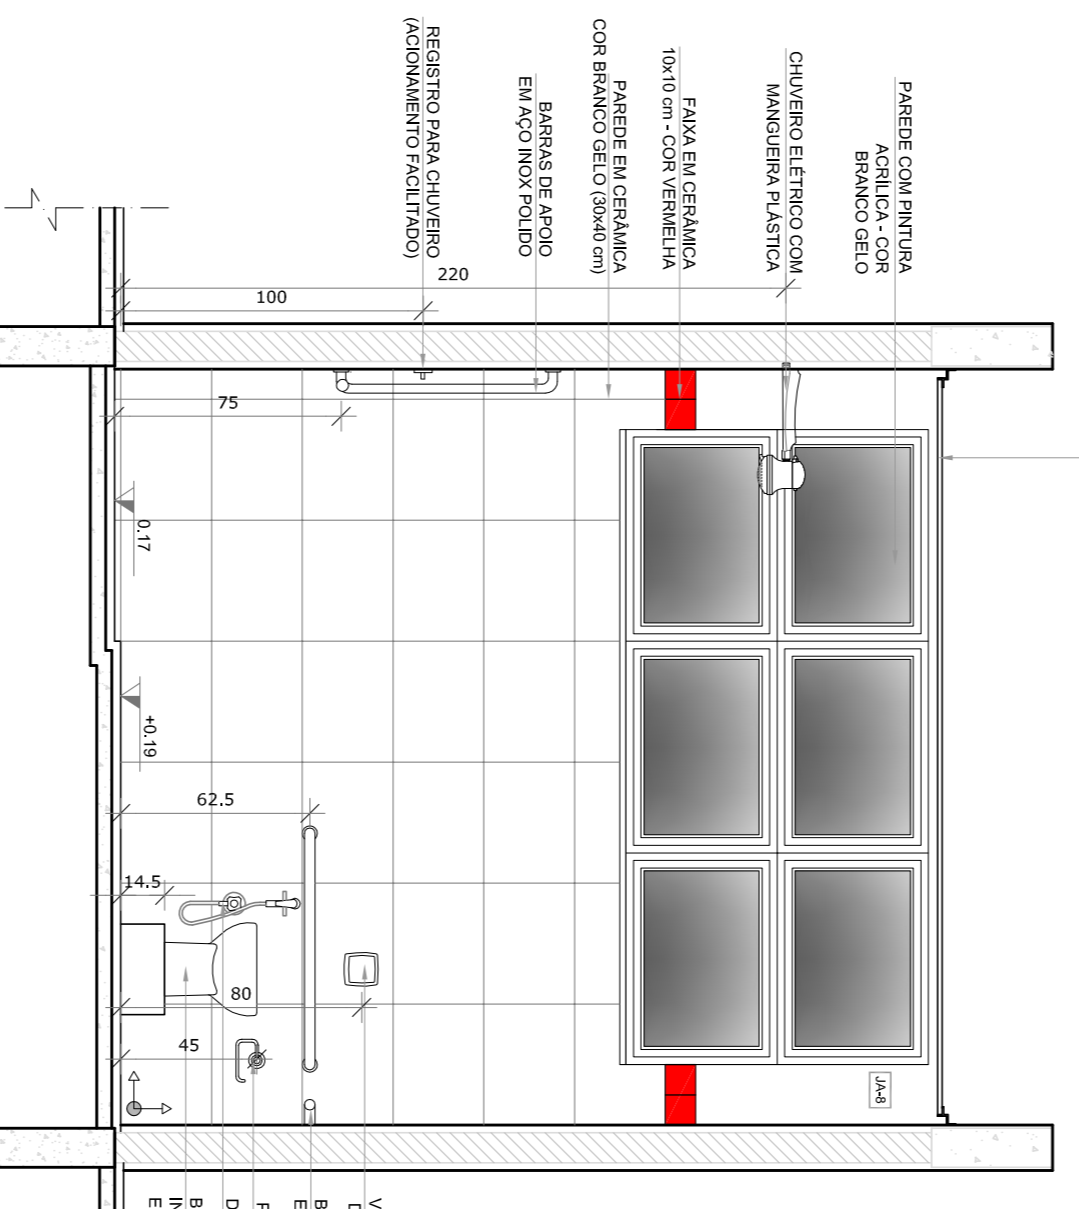 PAREDE COM PINTURA
ACRÍLICA - COR
BRANCO GELO
CHUVEIRO ELÉTRICO COM
MANGUEIRA PLÁSTICA
FAIXA EM CERÂMICA
10x10 cm - COR VERMELHA
PAREDE EM CERÂMICA
COR BRANCO GELO (30x40 cm)
BARRAS DE APOIO
EM AÇO INOX POLIDO
REGISTRO PARA CHUVEIRO
(ACIONAMENTO FACILITADO)
220
100
75
0.17
+0.19
62.5
14.5
80
45
JA-8
V
B
E
D
B
IN
E